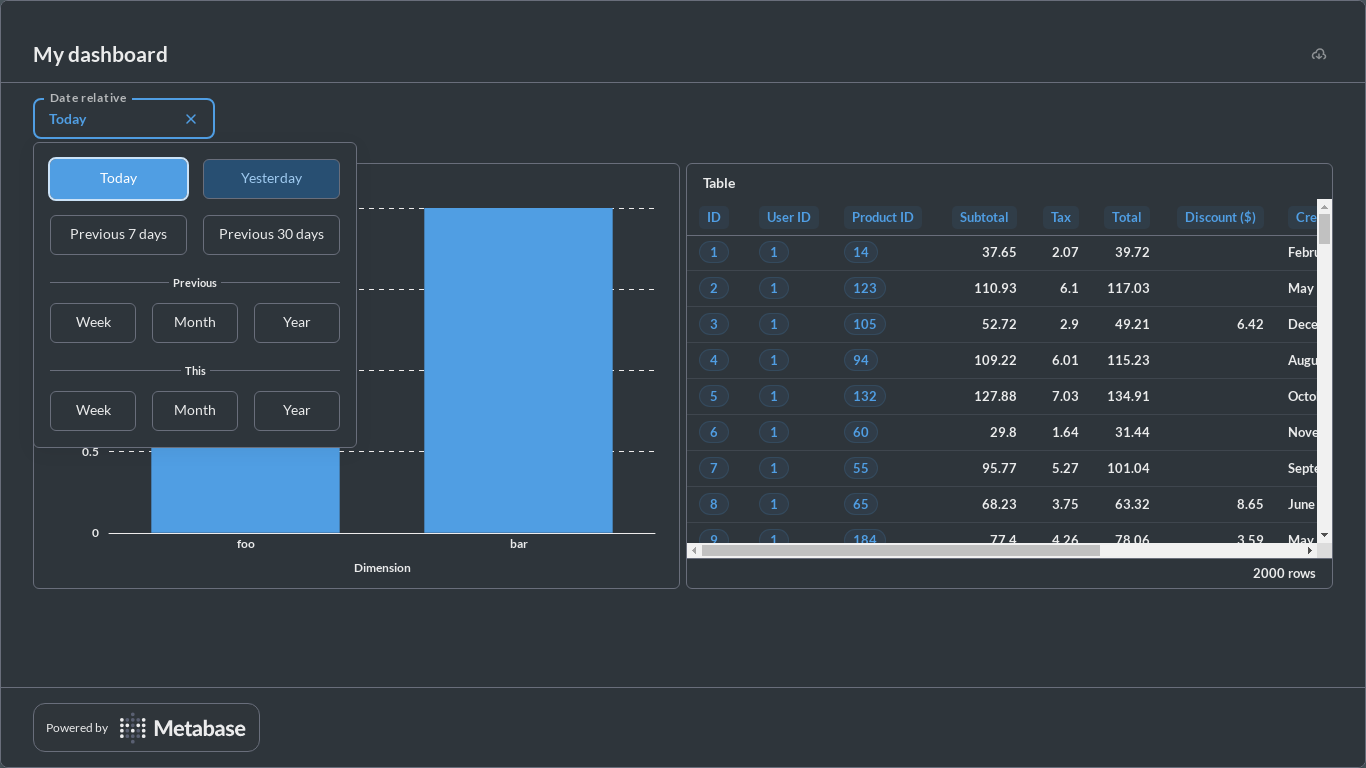 My dashboard
Date relative
Today
Today Yesterday
Previous 7 days Previous 30 days
Previous
Week Month Year
This
Week Month Year
0.5
0
foo bar
Dimension
Table
ID User ID Product ID Subtotal Tax Total Discount ($) Cre
1 1 14 37.65 2.07 39.72 Febru
2 1 123 110.93 6.1 117.03 May
3 1 105 52.72 2.9 49.21 6.42 Dece
4 1 94 109.22 6.01 115.23 Augu
5 1 132 127.88 7.03 134.91 Octo
6 1 60 29.8 1.64 31.44 Nove
7 1 55 95.77 5.27 101.04 Septe
8 1 65 68.23 3.75 63.32 8.65 June
9 1 184 77.4 4.26 78.06 3.59 May
2000 rows
Powered by Metabase